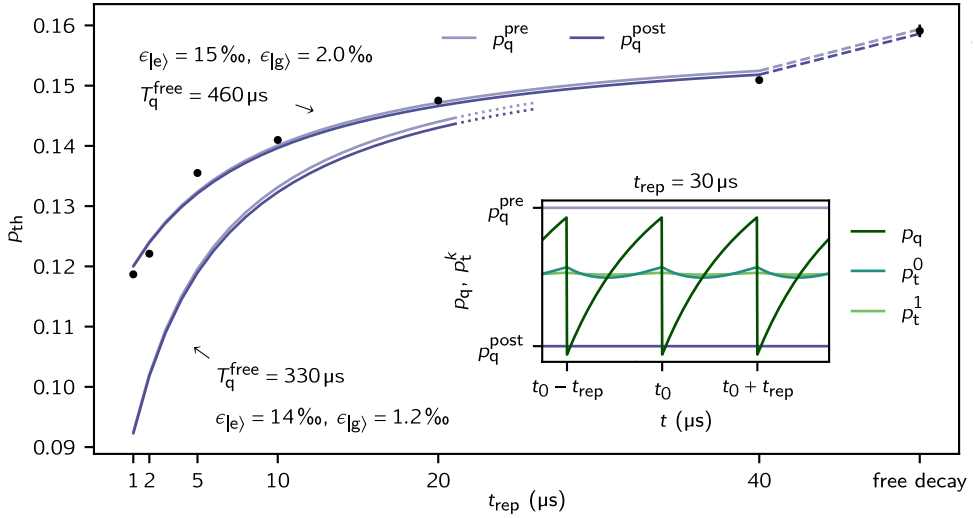 0.16
0.15
0.14
0.13
0.12
0.11
0.10
0.09
p_th
p_q^pre
p_q^post
ϵ_|e⟩ = 15 ‰, ϵ_|g⟩ = 2.0 ‰
T_q^free = 460 µs
T_q^free = 330 µs
ϵ_|e⟩ = 14 ‰, ϵ_|g⟩ = 1.2 ‰
t_rep = 30 µs
p_q^pre
p_q^post
p_q, p_t^k
p_q
p_t^0
p_t^1
t_0 − t_rep
t_0
t_0 + t_rep
t (µs)
1 2 5 10 20 40 free decay
t_rep (µs)